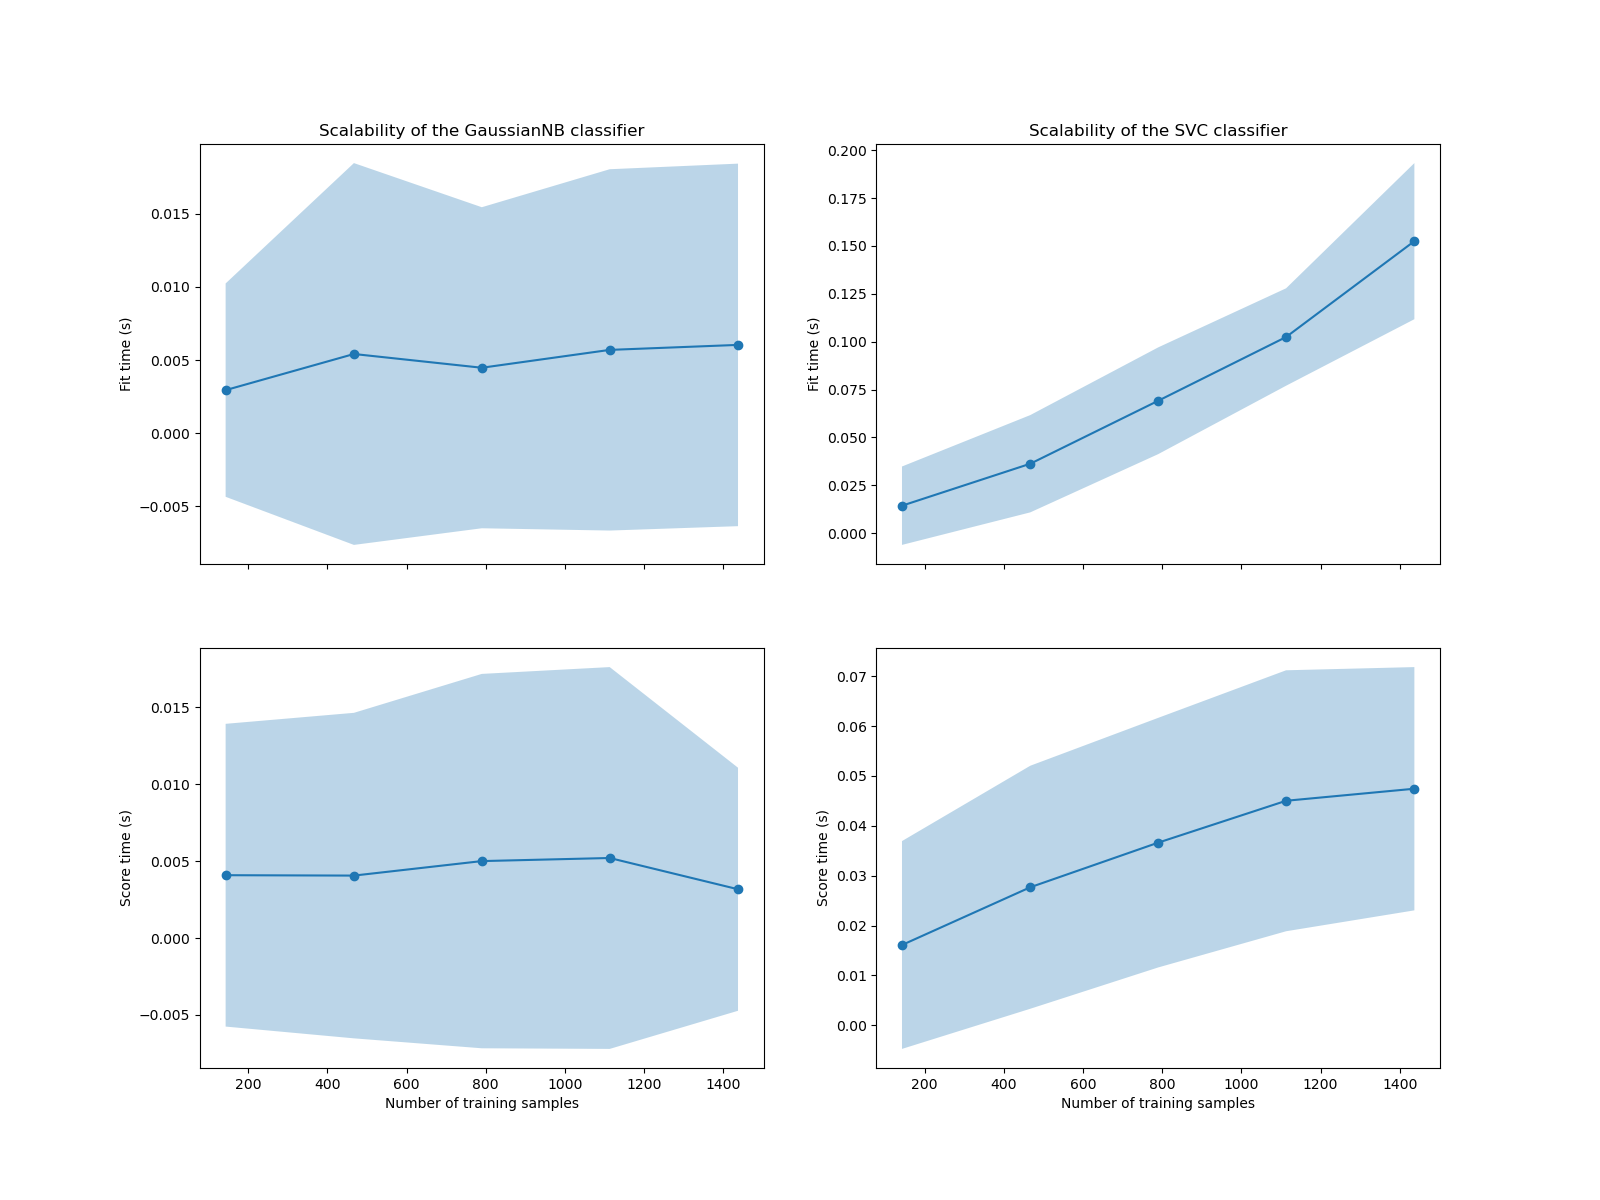 Scalability of the GaussianNB classifier
Scalability of the SVC classifier
0.015
0.010
0.005
0.000
−0.005
Fit time (s)
0.200
0.175
0.150
0.125
0.100
0.075
0.050
0.025
0.000
Fit time (s)
0.015
0.010
0.005
0.000
−0.005
Score time (s)
200 400 600 800 1000 1200 1400
Number of training samples
0.07
0.06
0.05
0.04
0.03
0.02
0.01
0.00
Score time (s)
200 400 600 800 1000 1200 1400
Number of training samples